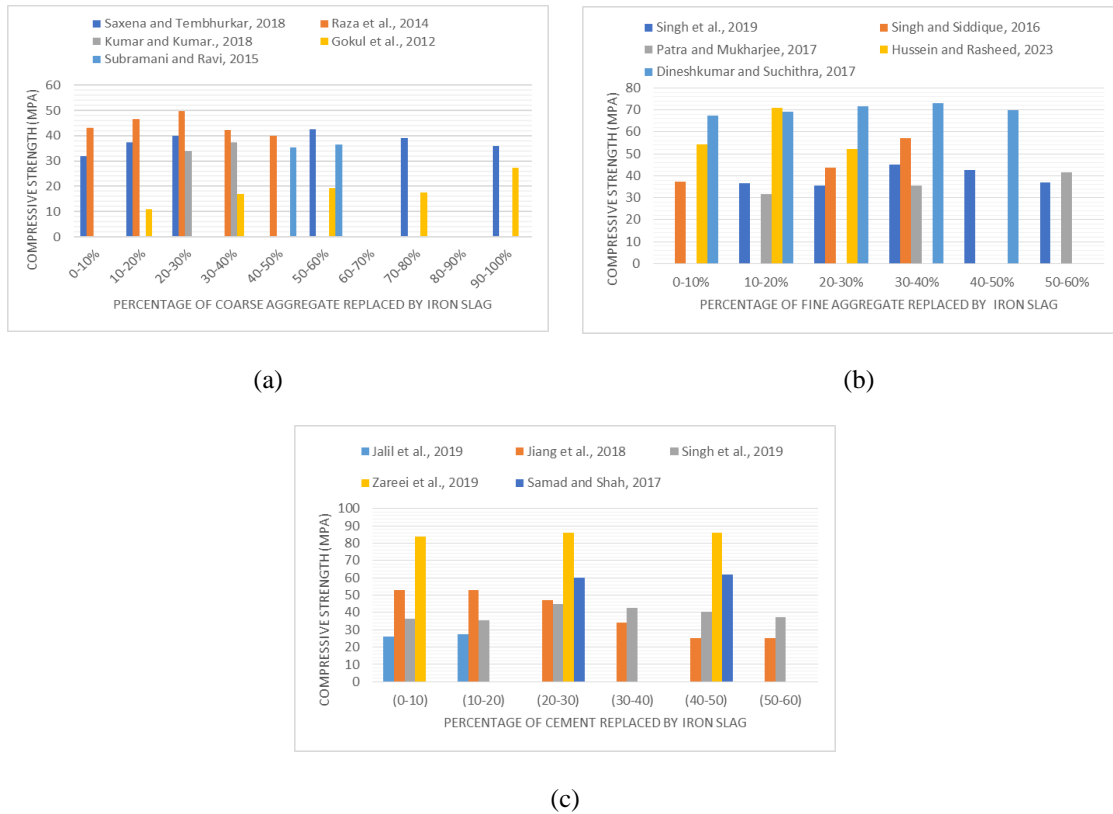 Saxena and Tembhurkar, 2018
Raza et al., 2014
Kumar and Kumar., 2018
Gokul et al., 2012
Subramani and Ravi, 2015
COMPRESSIVE STRENGTH (MPA)
60
50
40
30
20
10
0
0-10%
10-20%
20-30%
30-40%
40-50%
50-60%
60-70%
70-80%
80-90%
90-100%
PERCENTAGE OF COARSE AGGREGATE REPLACED BY IRON SLAG
(a)
Singh et al., 2019
Singh and Siddique, 2016
Patra and Mukharjee, 2017
Hussein and Rasheed, 2023
Dineshkumar and Suchithra, 2017
COMPRESSIVE STRENGTH (MPA)
80
70
60
50
40
30
20
10
0
0-10%
10-20%
20-30%
30-40%
40-50%
50-60%
PERCENTAGE OF FINE AGGREGATE REPLACED BY IRON SLAG
(b)
Jalil et al., 2019
Jiang et al., 2018
Singh et al., 2019
Zareei et al., 2019
Samad and Shah, 2017
COMPRESSIVE STRENGTH (MPA)
100
90
80
70
60
50
40
30
20
10
0
(0-10)
(10-20)
(20-30)
(30-40)
(40-50)
(50-60)
PERCENTAGE OF CEMENT REPLACED BY IRON SLAG
(c)